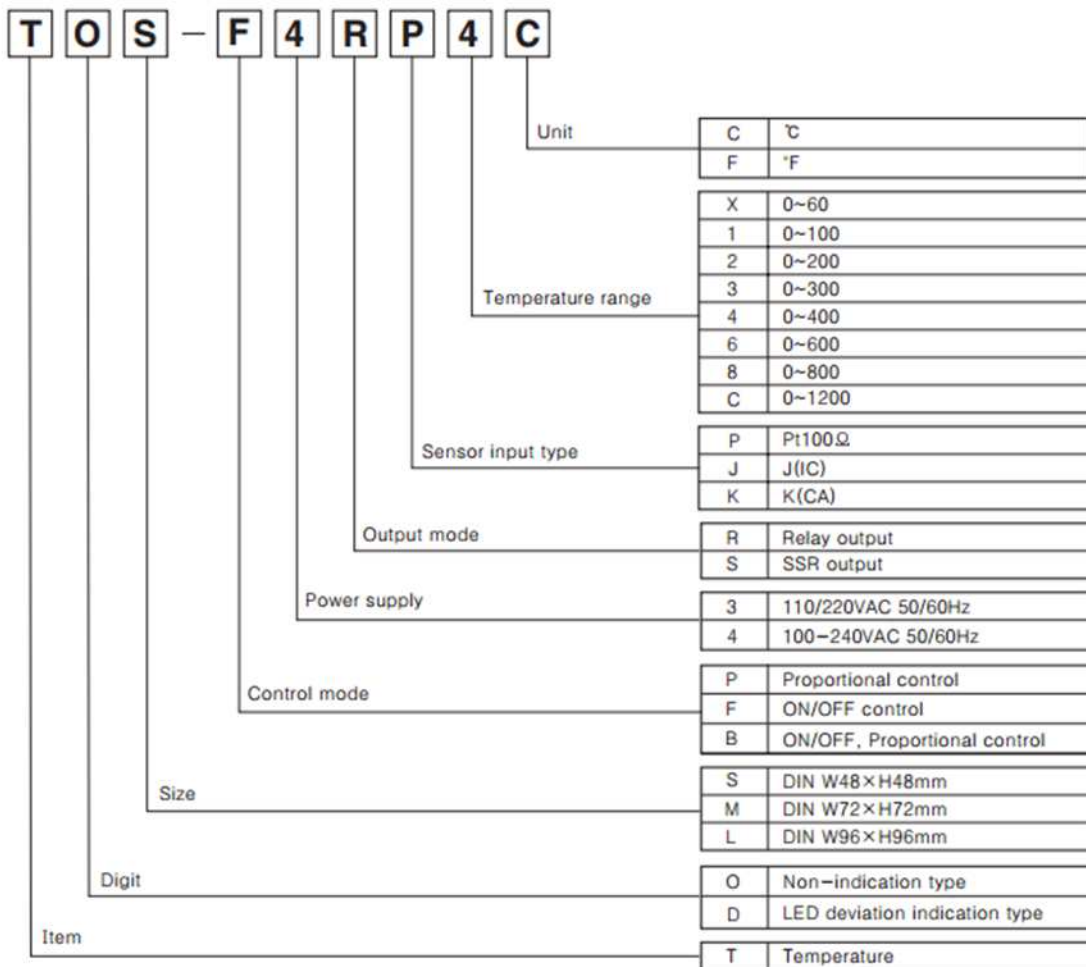 TOS-F4RP4C
Unit
C ℃
F °F
Temperature range
X 0~60
1 0~100
2 0~200
3 0~300
4 0~400
6 0~600
8 0~800
C 0~1200
Sensor input type
P Pt100Ω
J J(IC)
K K(CA)
Output mode
R Relay output
S SSR output
Power supply
3 110/220VAC 50/60Hz
4 100-240VAC 50/60Hz
Control mode
P Proportional control
F ON/OFF control
B ON/OFF, Proportional control
Size
S DIN W48×H48mm
M DIN W72×H72mm
L DIN W96×H96mm
Digit
O Non-indication type
D LED deviation indication type
Item
T Temperature